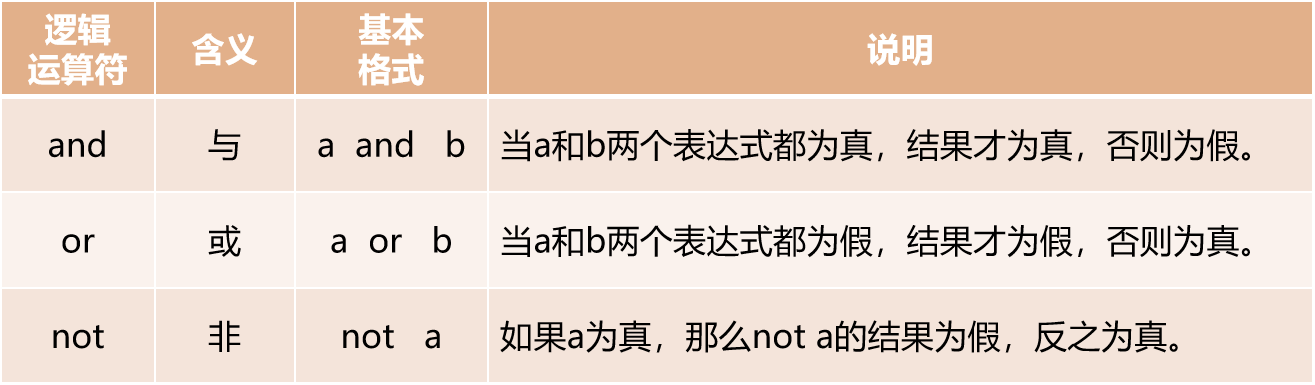 逻辑
运算符
含义
基本
格式
说明
and 与 a and b 当a和b两个表达式都为真，结果才为真，否则为假。
or 或 a or b 当a和b两个表达式都为假，结果才为假，否则为真。
not 非 not a 如果a为真，那么not a的结果为假，反之为真。